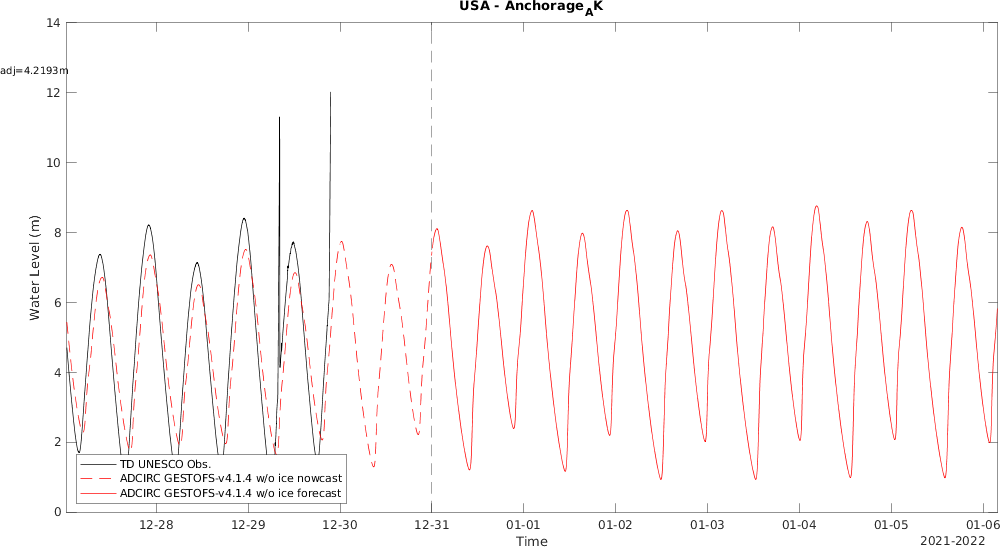 USA - Anchorage_AK
adj=4.2193m
14
12
10
8
6
4
2
0
Water Level (m)
TD UNESCO Obs.
ADCIRC GESTOFS-v4.1.4 w/o ice nowcast
ADCIRC GESTOFS-v4.1.4 w/o ice forecast
12-28 12-29 12-30 12-31 01-01 01-02 01-03 01-04 01-05 01-06
Time
2021-2022